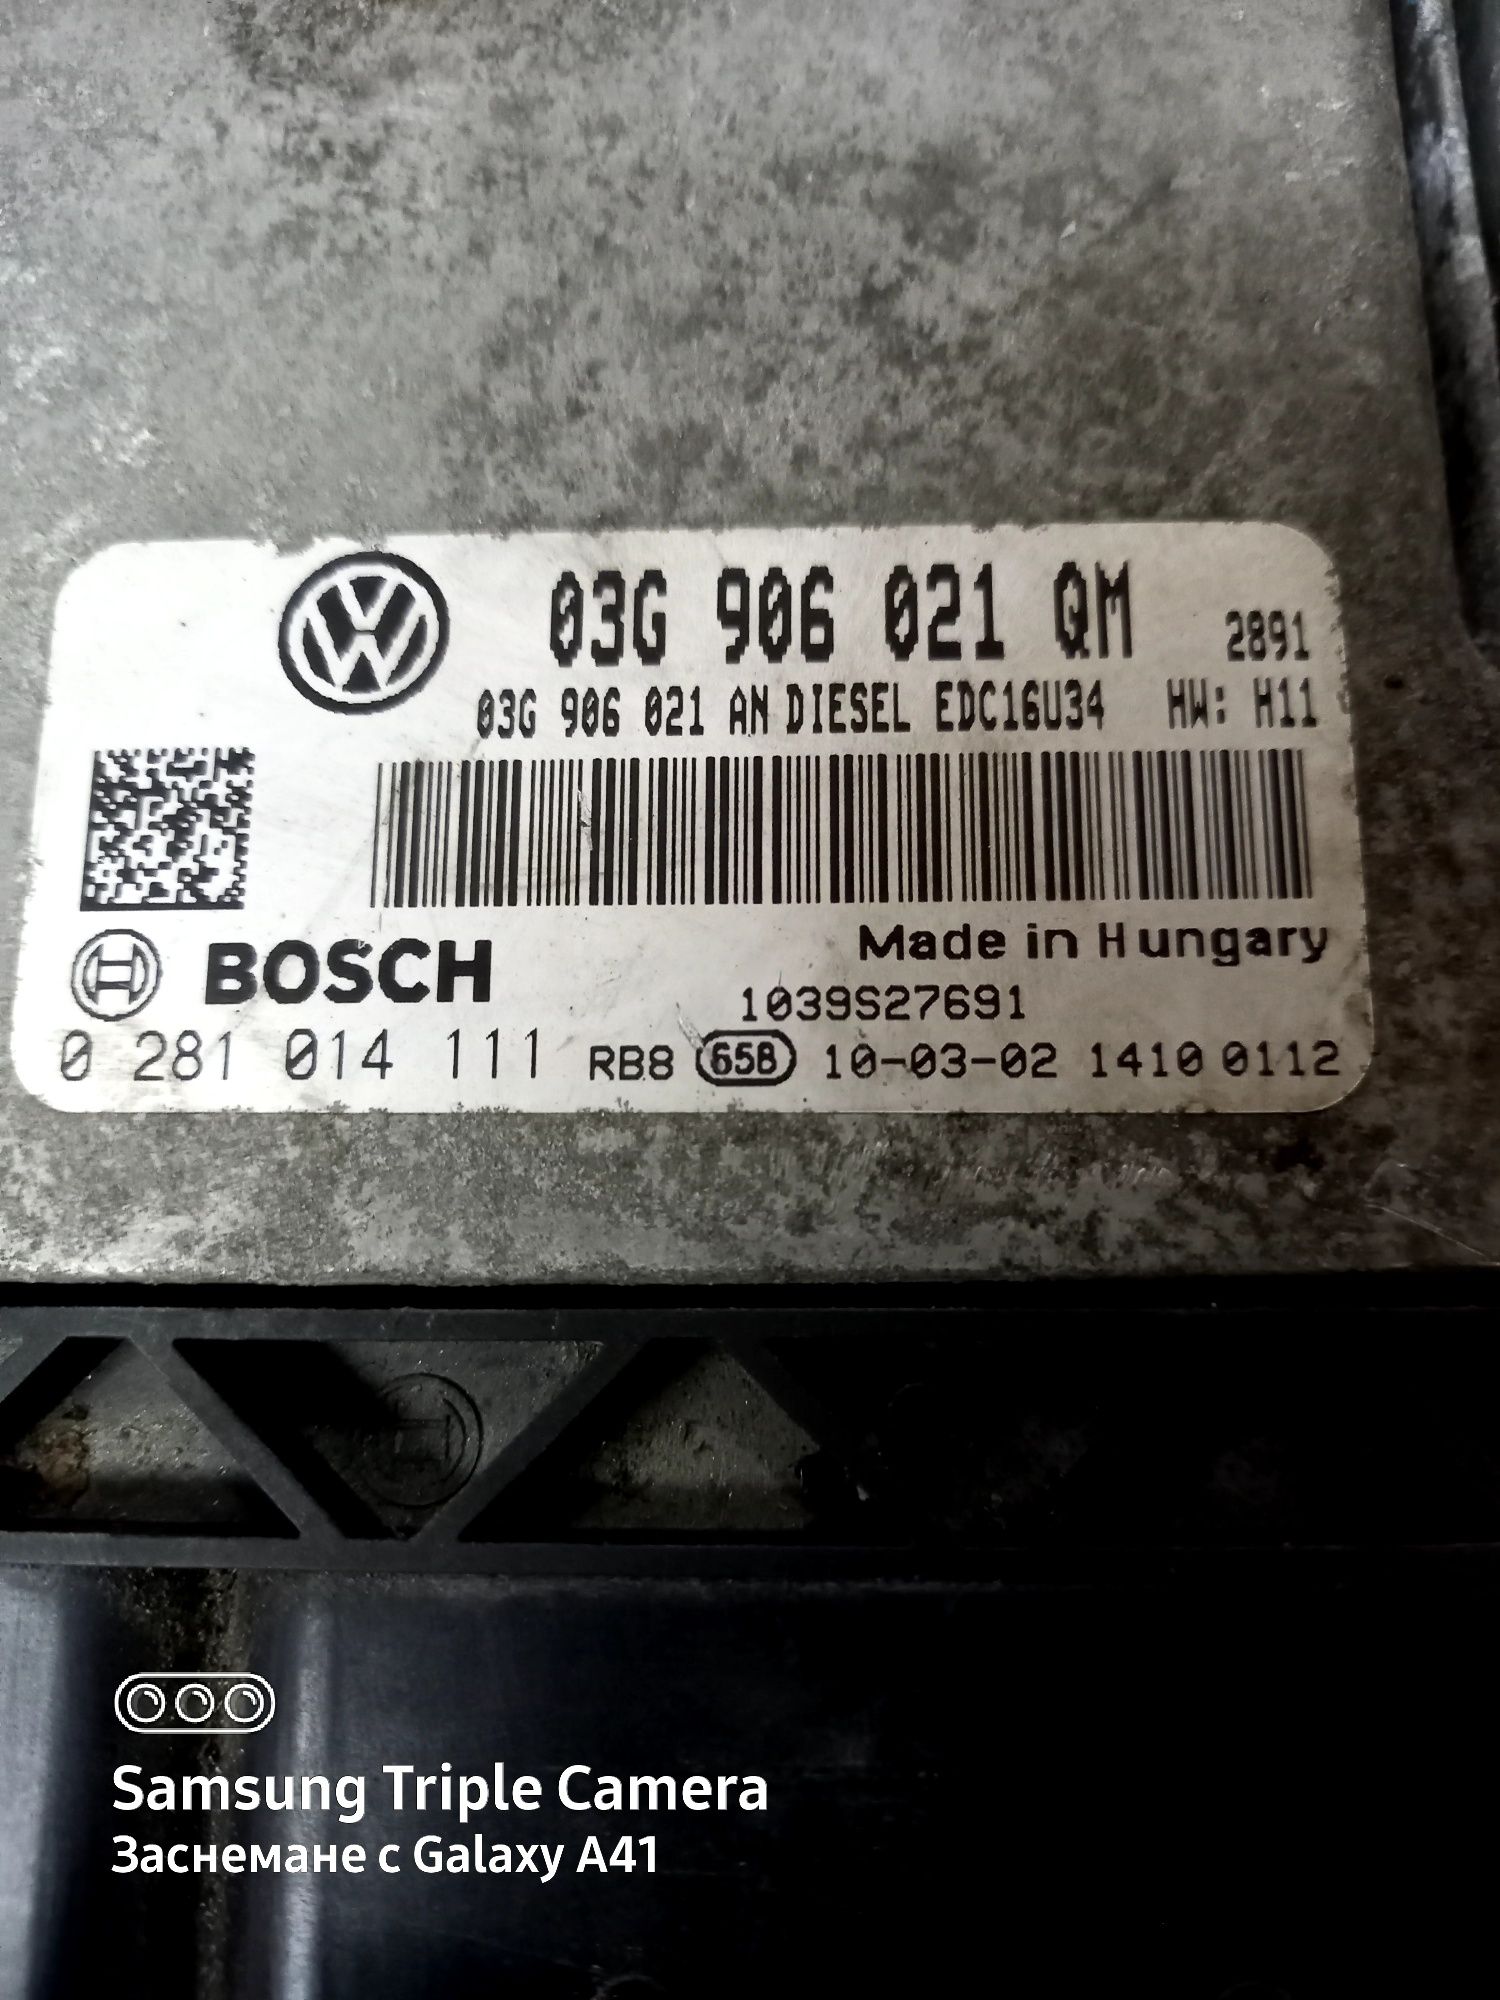 03G 906 021 QM 2891
03G 906 021 AN DIESEL EDC16U34 HW: H11
BOSCH
Made in Hungary
1039S27691
0 281 014 111 RB8 65B 10-03-02 1410 0112
Samsung Triple Camera
Заснемане с Galaxy A41